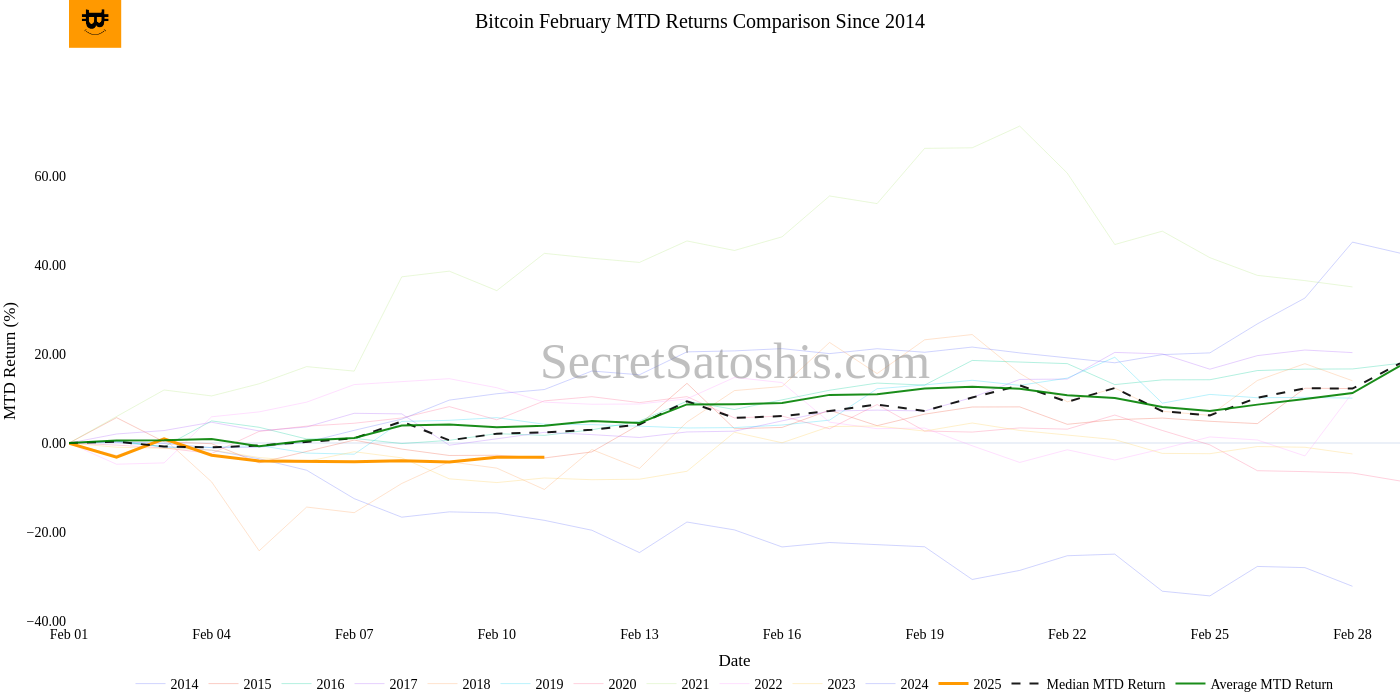 Bitcoin February MTD Returns Comparison Since 2014
60.00
40.00
20.00
0.00
−20.00
−40.00
MTD Return (%)
SecretSatoshis.com
Feb 01 Feb 04 Feb 07 Feb 10 Feb 13 Feb 16 Feb 19 Feb 22 Feb 25 Feb 28
Date
2014 2015 2016 2017 2018 2019 2020 2021 2022 2023 2024 2025 Median MTD Return Average MTD Return